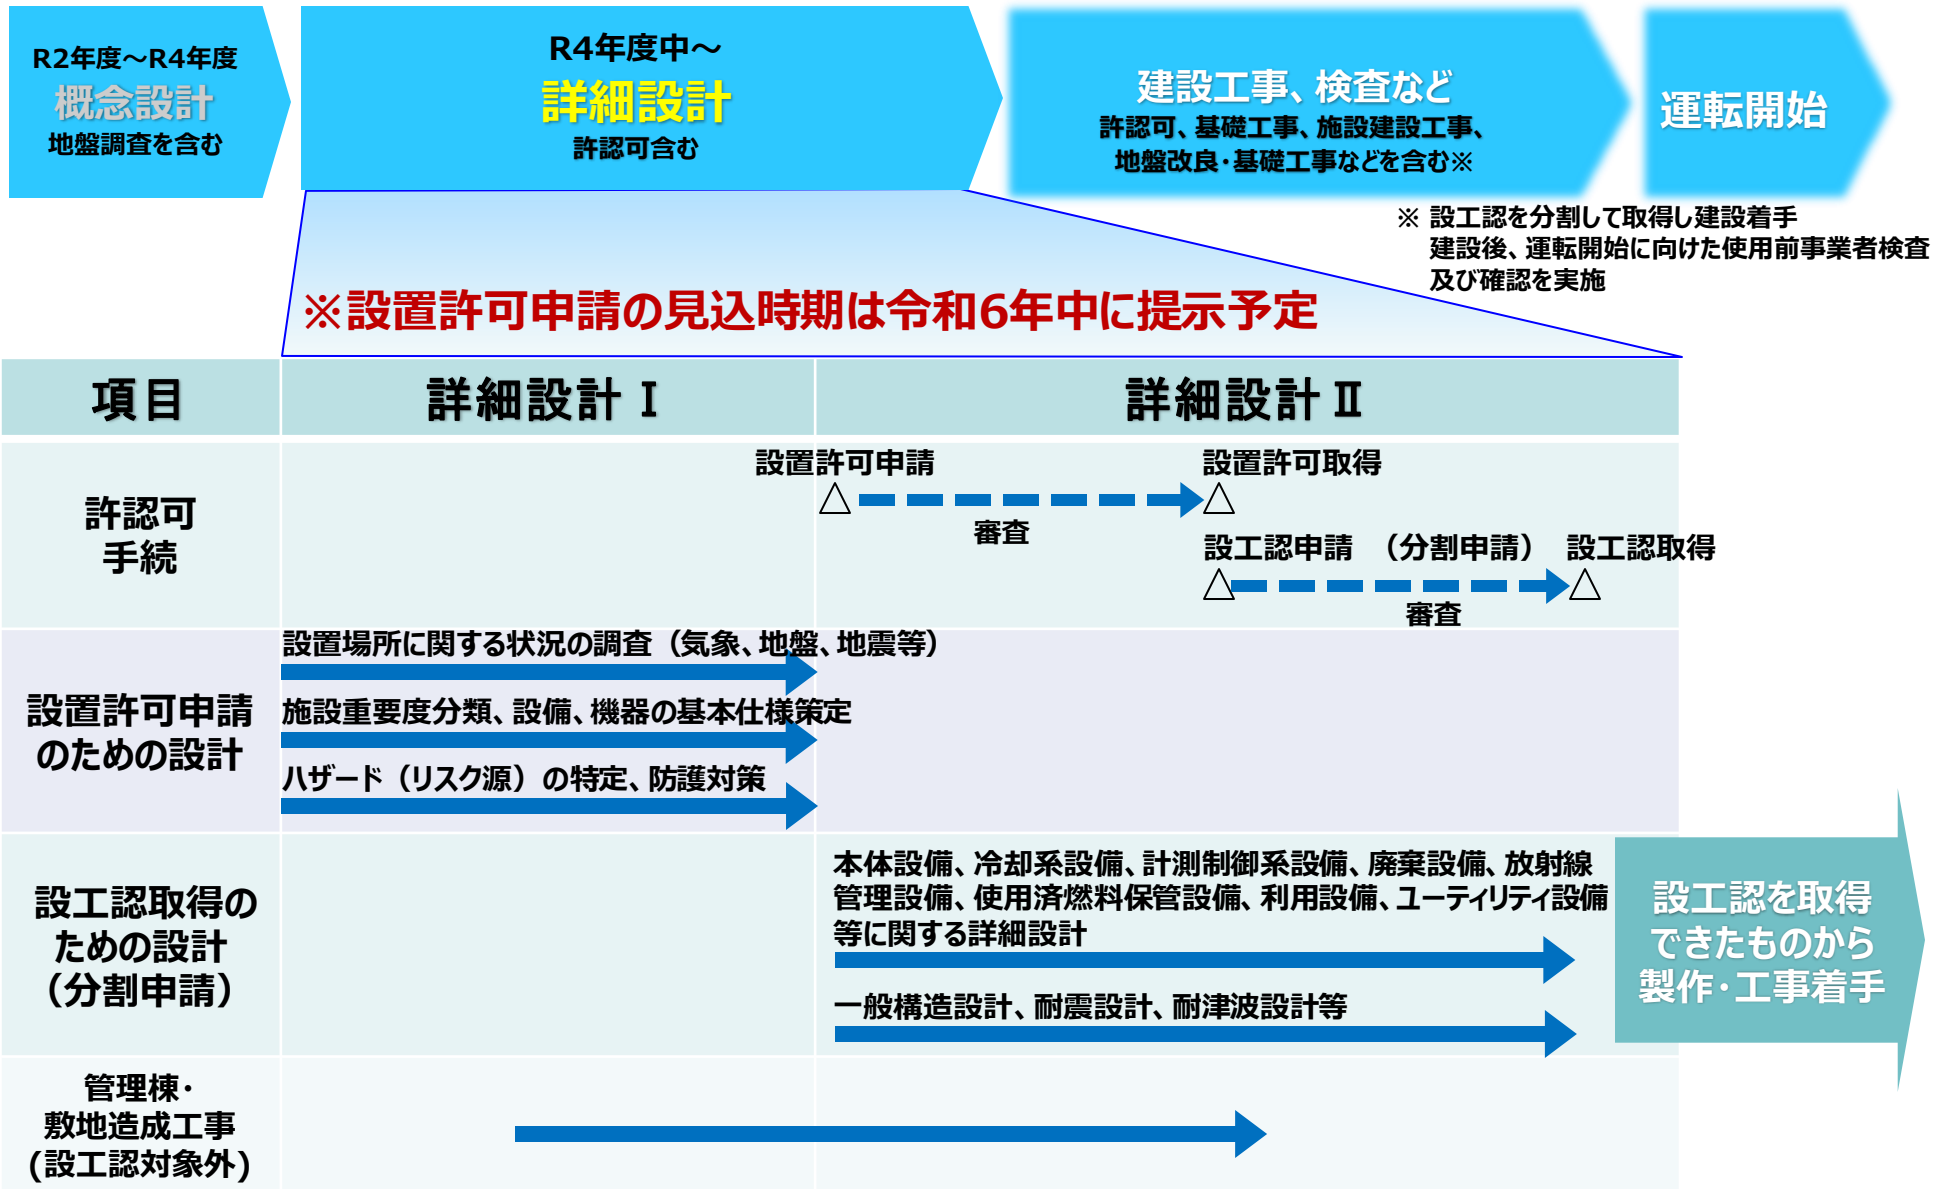 R2年度～R4年度
概念設計
地盤調査を含む
R4年度中～
詳細設計
許認可含む
建設工事、検査など
許認可、基礎工事、施設建設工事、
地盤改良・基礎工事などを含む※
運転開始
※ 設工認を分割して取得し建設着手
建設後、運転開始に向けた使用前事業者検査
及び確認を実施
※設置許可申請の見込時期は令和6年中に提示予定
項目
詳細設計Ⅰ
詳細設計Ⅱ
許認可
手続
設置許可申請
設置許可取得
審査
設工認申請 （分割申請） 設工認取得
審査
設置許可申請
のための設計
設置場所に関する状況の調査（気象、地盤、地震等）
施設重要度分類、設備、機器の基本仕様策定
ハザード（リスク源）の特定、防護対策
設工認取得の
ための設計
（分割申請）
本体設備、冷却系設備、計測制御系設備、廃棄設備、放射線
管理設備、使用済燃料保管設備、利用設備、ユーティリティ設備
等に関する詳細設計
一般構造設計、耐震設計、耐津波設計等
設工認を取得
できたものから
製作・工事着手
管理棟・
敷地造成工事
(設工認対象外)